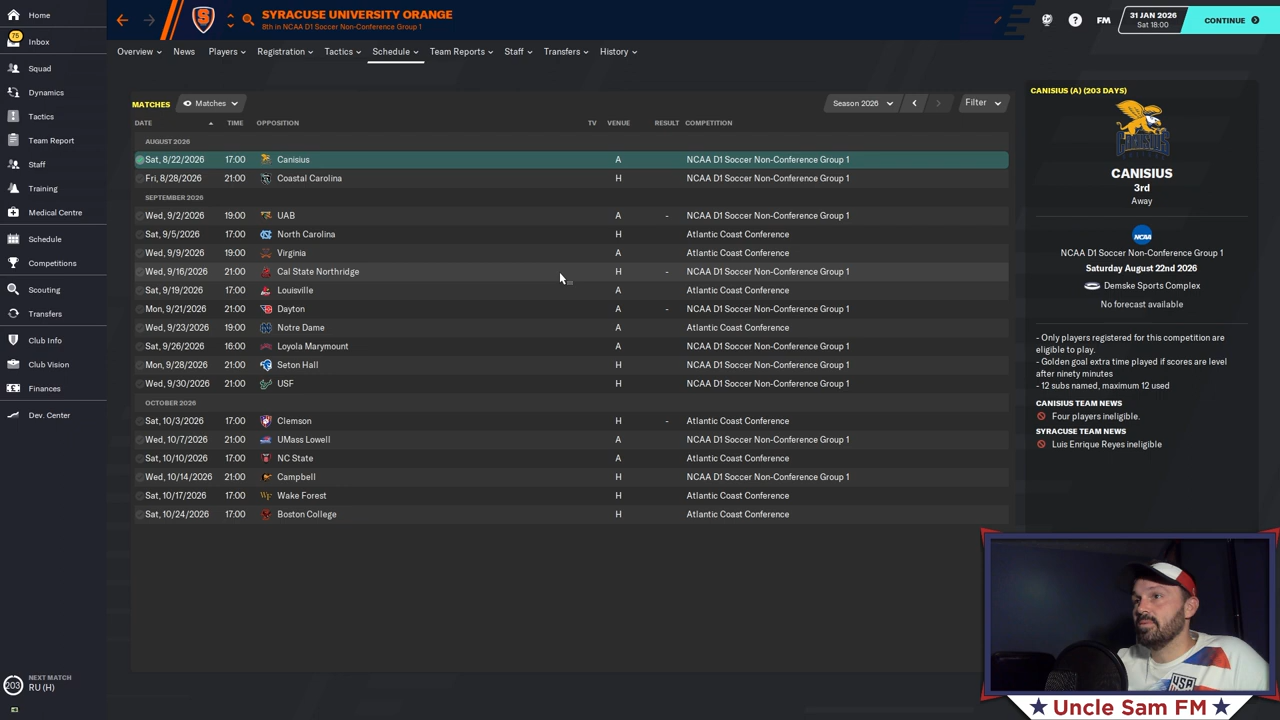 Home
75
Inbox
Squad
Dynamics
Tactics
Team Report
Staff
Training
Medical Centre
Schedule
Competitions
Scouting
Transfers
Club Info
Club Vision
Finances
Dev. Center
203
NEXT MATCH
RU (H)
S
SYRACUSE UNIVERSITY ORANGE
8th in NCAA D1 Soccer Non-Conference Group 1
?
FM
31 JAN 2026
Sat 18:00
CONTINUE
Overview
News
Players
Registration
Tactics
Schedule
Team Reports
Staff
Transfers
History
MATCHES
Matches
Season 2026
Filter
DATE TIME OPPOSITION TV VENUE RESULT COMPETITION
AUGUST 2026
Sat, 8/22/2026 17:00 Canisius A NCAA D1 Soccer Non-Conference Group 1
Fri, 8/28/2026 21:00 Coastal Carolina H NCAA D1 Soccer Non-Conference Group 1
SEPTEMBER 2026
Wed, 9/2/2026 19:00 UAB A - NCAA D1 Soccer Non-Conference Group 1
Sat, 9/5/2026 17:00 North Carolina H Atlantic Coast Conference
Wed, 9/9/2026 19:00 Virginia A Atlantic Coast Conference
Wed, 9/16/2026 21:00 Cal State Northridge H - NCAA D1 Soccer Non-Conference Group 1
Sat, 9/19/2026 17:00 Louisville A Atlantic Coast Conference
Mon, 9/21/2026 21:00 Dayton A - NCAA D1 Soccer Non-Conference Group 1
Wed, 9/23/2026 19:00 Notre Dame A Atlantic Coast Conference
Sat, 9/26/2026 16:00 Loyola Marymount A NCAA D1 Soccer Non-Conference Group 1
Mon, 9/28/2026 21:00 Seton Hall H NCAA D1 Soccer Non-Conference Group 1
Wed, 9/30/2026 21:00 USF H NCAA D1 Soccer Non-Conference Group 1
OCTOBER 2026
Sat, 10/3/2026 17:00 Clemson H - Atlantic Coast Conference
Wed, 10/7/2026 21:00 UMass Lowell A NCAA D1 Soccer Non-Conference Group 1
Sat, 10/10/2026 17:00 NC State A Atlantic Coast Conference
Wed, 10/14/2026 21:00 Campbell H NCAA D1 Soccer Non-Conference Group 1
Sat, 10/17/2026 17:00 Wake Forest H Atlantic Coast Conference
Sat, 10/24/2026 17:00 Boston College H Atlantic Coast Conference
CANISIUS (A) (203 DAYS)
CANISIUS
CANISIUS
3rd
Away
NCAA
NCAA D1 Soccer Non-Conference Group 1
Saturday August 22nd 2026
Demske Sports Complex
No forecast available
- Only players registered for this competition are
eligible to play.
- Golden goal extra time played if scores are level
after ninety minutes
- 12 subs named, maximum 12 used
CANISIUS TEAM NEWS
Four players ineligible.
SYRACUSE TEAM NEWS
Luis Enrique Reyes ineligible
USA
★ Uncle Sam FM ★